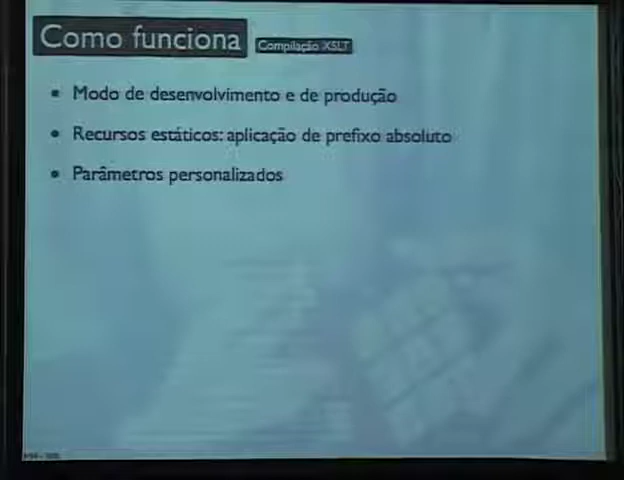 Como funciona
Compilação XSLT
Modo de desenvolvimento e de produção
Recursos estáticos: aplicação de prefixo absoluto
Parâmetros personalizados